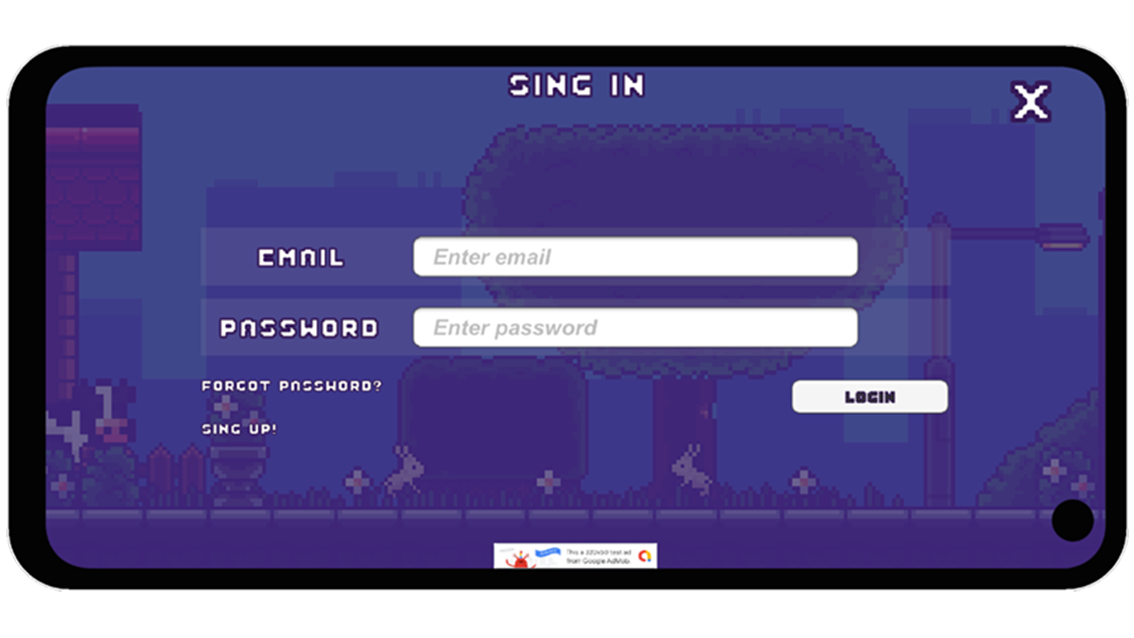 SING IN
X
EMAIL
Enter email
PASSWORD
Enter password
FORGOT PASSWORD?
LOGIN
SING UP!
This a 320x50 test ad
from Google AdMob.